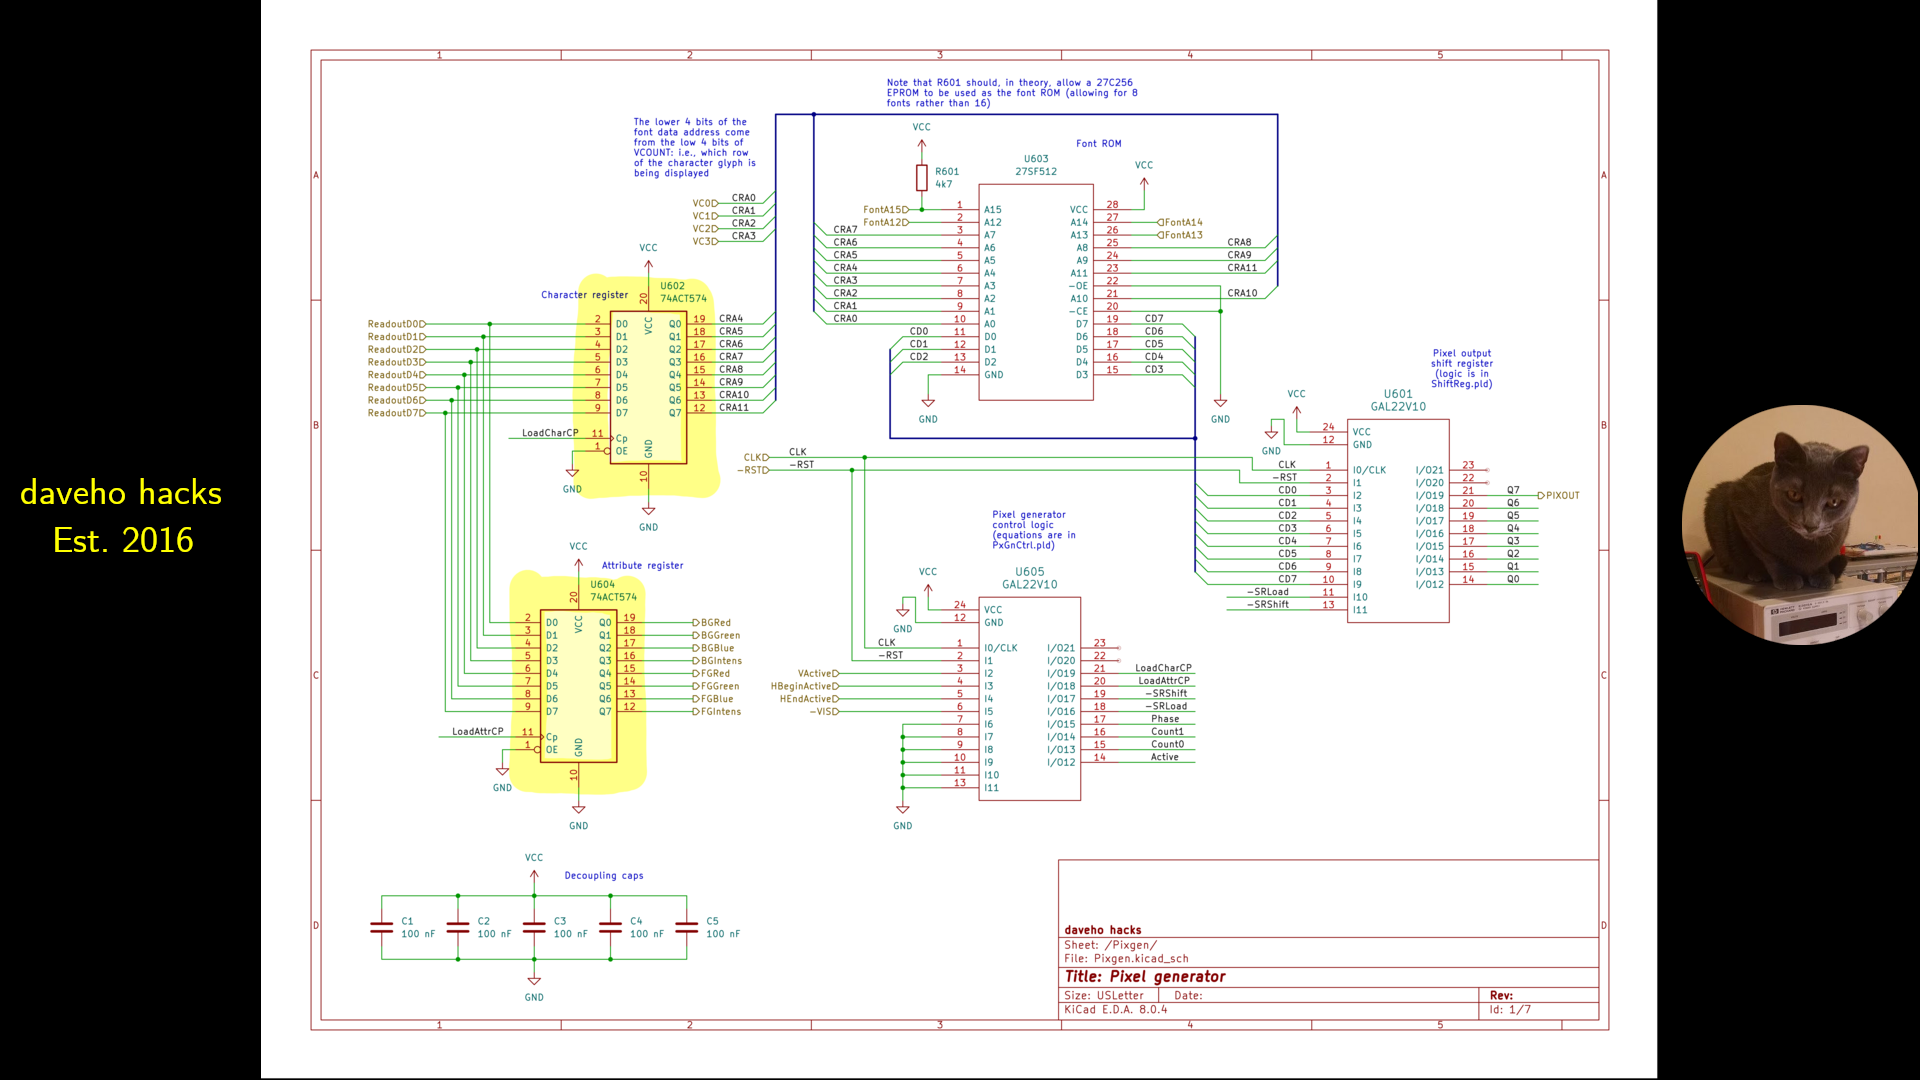 daveho hacks
Est. 2016
1
2
3
4
5
A
B
C
D
Note that R601 should, in theory, allow a 27C256
EPROM to be used as the font ROM (allowing for 8
fonts rather than 16)
The lower 4 bits of the
font data address come
from the low 4 bits of
VCOUNT: i.e., which row
of the character glyph is
being displayed
VC0 CRA0
VC1 CRA1
VC2 CRA2
VC3 CRA3
VCC
R601
4k7
Font ROM
U603
27SF512
VCC
FontA15 1 A15 VCC 28
FontA12 2 A12 A14 27 FontA14
CRA7 3 A7 A13 26 FontA13
CRA6 4 A6 A8 25 CRA8
CRA5 5 A5 A9 24 CRA9
CRA4 6 A4 A11 23 CRA11
CRA3 7 A3 -OE 22
CRA2 8 A2 A10 21 CRA10
CRA1 9 A1 -CE 20
CRA0 10 A0 D7 19 CD7
CD0 11 D0 D6 18 CD6
CD1 12 D1 D5 17 CD5
CD2 13 D2 D4 16 CD4
14 GND D3 15 CD3
GND
GND
VCC
Character register
U602
74ACT574
20
VCC
ReadoutD0 2 D0 Q0 19 CRA4
ReadoutD1 3 D1 Q1 18 CRA5
ReadoutD2 4 D2 Q2 17 CRA6
ReadoutD3 5 D3 Q3 16 CRA7
ReadoutD4 6 D4 Q4 15 CRA8
ReadoutD5 7 D5 Q5 14 CRA9
ReadoutD6 8 D6 Q6 13 CRA10
ReadoutD7 9 D7 Q7 12 CRA11
LoadCharCP 11 Cp
1 OE
GND
10
GND
GND
CLK CLK
-RST -RST
Pixel output
shift register
(logic is in
ShiftReg.pld)
VCC
U601
GAL22V10
GND
24 VCC
12 GND
CLK 1 I0/CLK I/O21 23
-RST 2 I1 I/O20 22
CD0 3 I2 I/O19 21 Q7 PIXOUT
CD1 4 I3 I/O18 20 Q6
CD2 5 I4 I/O17 19 Q5
CD3 6 I5 I/O16 18 Q4
CD4 7 I6 I/O15 17 Q3
CD5 8 I7 I/O14 16 Q2
CD6 9 I8 I/O13 15 Q1
CD7 10 I9 I/O12 14 Q0
-SRLoad 11 I10
-SRShift 13 I11
VCC
Attribute register
U604
74ACT574
20
VCC
2 D0 Q0 19 BGRed
3 D1 Q1 18 BGGreen
4 D2 Q2 17 BGBlue
5 D3 Q3 16 BGIntens
6 D4 Q4 15 FGRed
7 D5 Q5 14 FGGreen
8 D6 Q6 13 FGBlue
9 D7 Q7 12 FGIntens
LoadAttrCP 11 Cp
1 OE
GND
10
GND
GND
Pixel generator
control logic
(equations are in
PxGnCtrl.pld)
VCC
U605
GAL22V10
GND
24 VCC
12 GND
CLK 1 I0/CLK I/O21 23
-RST 2 I1 I/O20 22
VActive 3 I2 I/O19 21 LoadCharCP
HBeginActive 4 I3 I/O18 20 LoadAttrCP
HEndActive 5 I4 I/O17 19 -SRShift
-VIS 6 I5 I/O16 18 -SRLoad
7 I6 I/O15 17 Phase
8 I7 I/O14 16 Count1
9 I8 I/O13 15 Count0
10 I9 I/O12 14 Active
11 I10
13 I11
GND
VCC
Decoupling caps
C1 C2 C3 C4 C5
100 nF 100 nF 100 nF 100 nF 100 nF
GND
daveho hacks
Sheet: /Pixgen/
File: Pixgen.kicad_sch
Title: Pixel generator
Size: USLetter Date: Rev:
KiCad E.D.A. 8.0.4 Id: 1/7
1
2
3
4
5
A
B
C
D